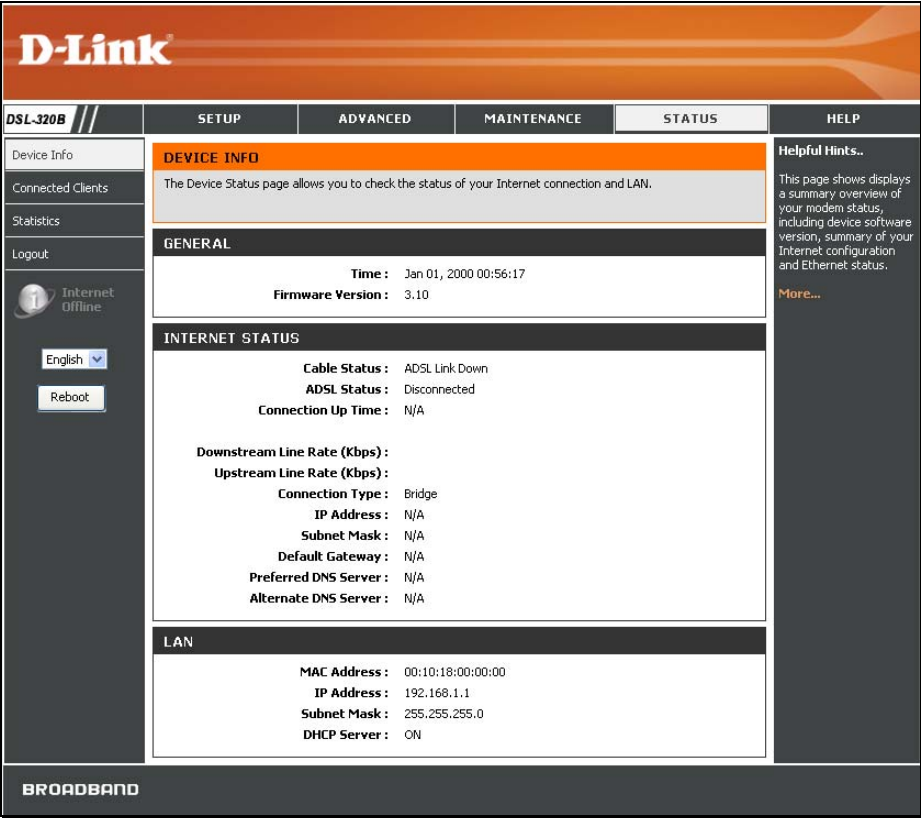 D-Link®
DSL-320B
SETUP
ADVANCED
MAINTENANCE
STATUS
HELP
Device Info
Connected Clients
Statistics
Logout
Internet
Offline
English
Reboot
DEVICE INFO
The Device Status page allows you to check the status of your Internet connection and LAN.
GENERAL
Time : Jan 01, 2000 00:56:17
Firmware Version : 3.10
INTERNET STATUS
Cable Status : ADSL Link Down
ADSL Status : Disconnected
Connection Up Time : N/A
Downstream Line Rate (Kbps) :
Upstream Line Rate (Kbps) :
Connection Type : Bridge
IP Address : N/A
Subnet Mask : N/A
Default Gateway : N/A
Preferred DNS Server : N/A
Alternate DNS Server : N/A
LAN
MAC Address : 00:10:18:00:00:00
IP Address : 192.168.1.1
Subnet Mask : 255.255.255.0
DHCP Server : ON
Helpful Hints..
This page shows displays
a summary overview of
your modem status,
including device software
version, summary of your
Internet configuration
and Ethernet status.
More...
BROADBAND